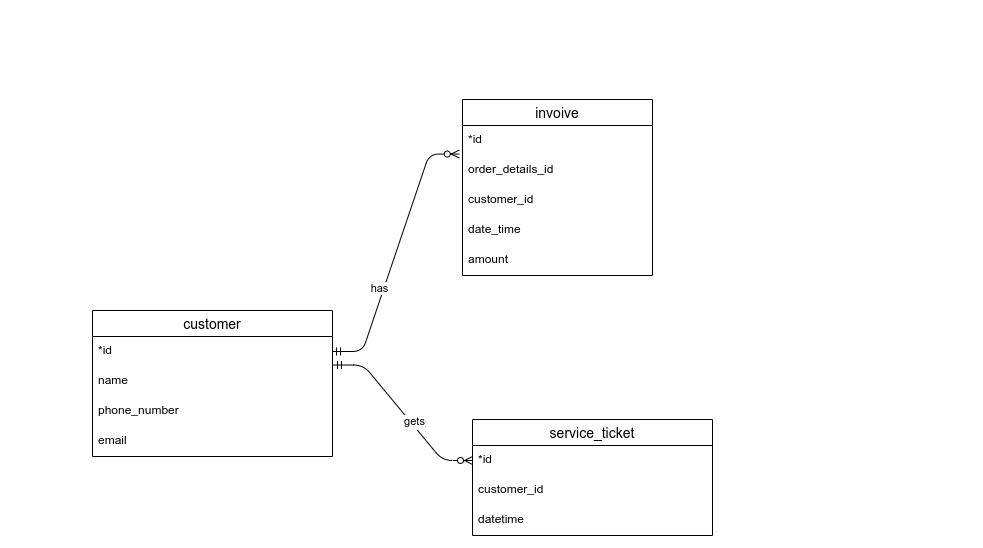 invoive
*id
order_details_id
customer_id
date_time
amount
has
customer
*id
name
phone_number
email
gets
service_ticket
*id
customer_id
datetime